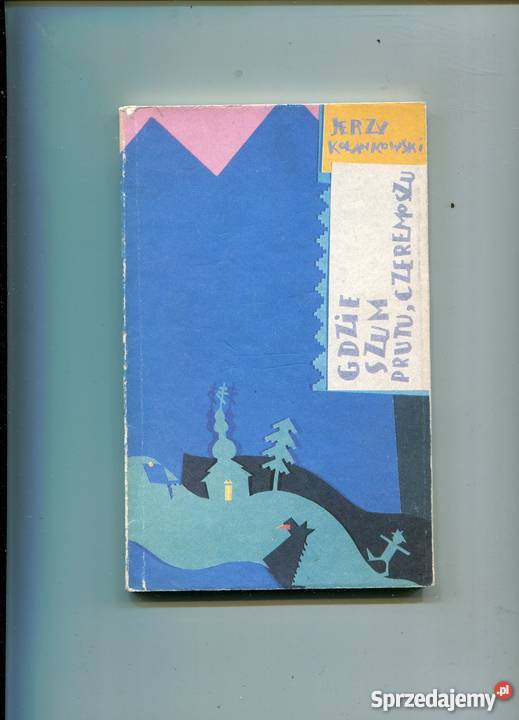 JERZY
KOLANKOWSKI
GDZIE
SZUM
PRUTU, CZEREMOSZU
Sprzedajemy.pl